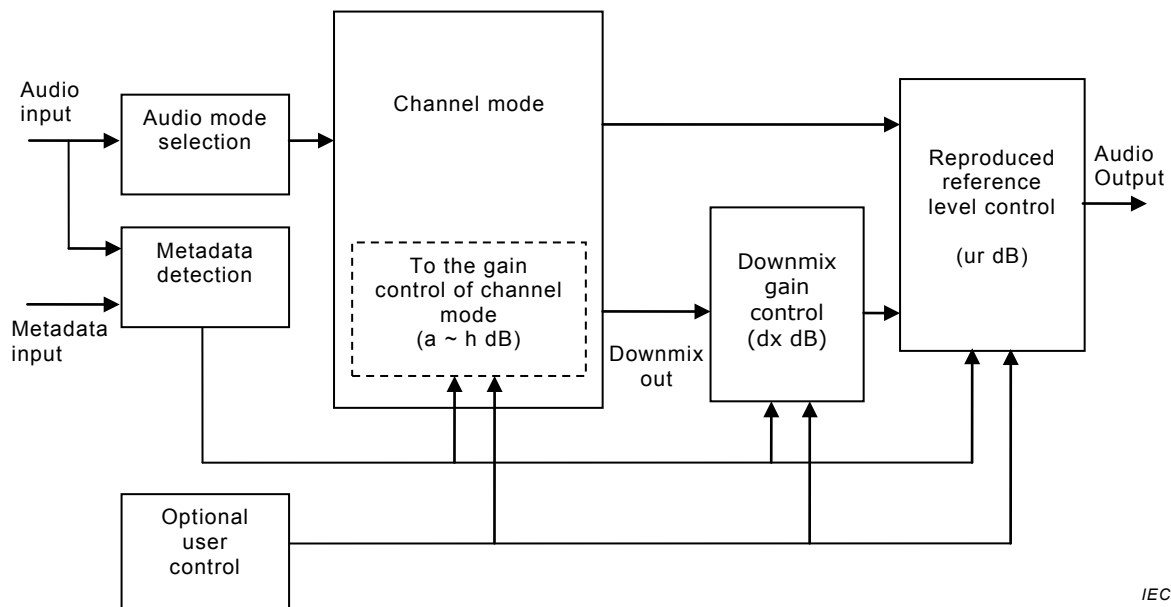 Audio
input
Audio mode
selection
Channel mode
Reproduced
reference
level control
(ur dB)
Audio
Output
Metadata
detection
Metadata
input
To the gain
control of channel
mode
(a ~ h dB)
Downmix
out
Downmix
gain
control
(dx dB)
Optional
user
control
IEC